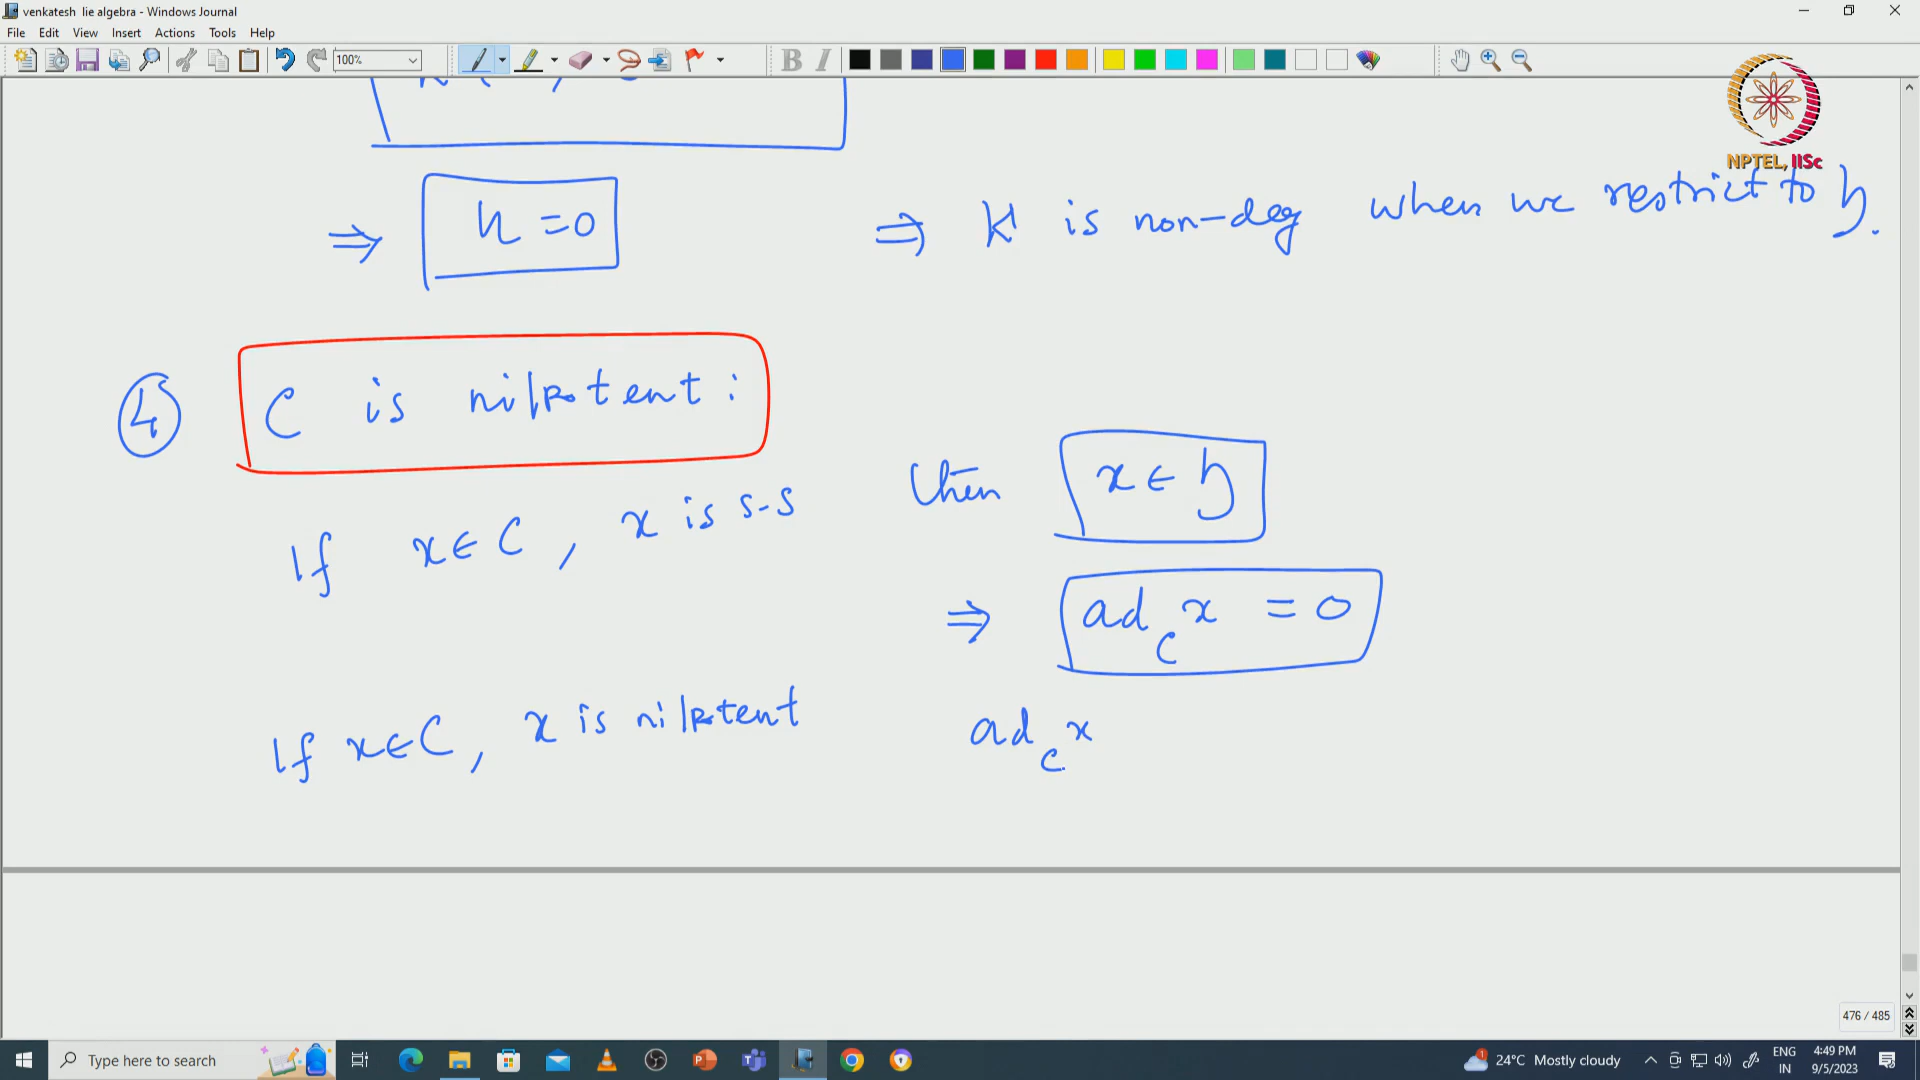 venkatesh lie algebra - Windows Journal
File Edit View Insert Actions Tools Help
100%
B I
NPTEL, IISc
⇒ h = 0 ⇒ K is non-deg when we restrict to 𝔥.
④ C is nilpotent :
If x ∈ C , x is s-s then x ∈ 𝔥
⇒ ad_C x = 0
If x ∈ C , x is nilpotent ad_C x
476 / 485
Type here to search
24°C Mostly cloudy
ENG
IN
4:49 PM
9/5/2023